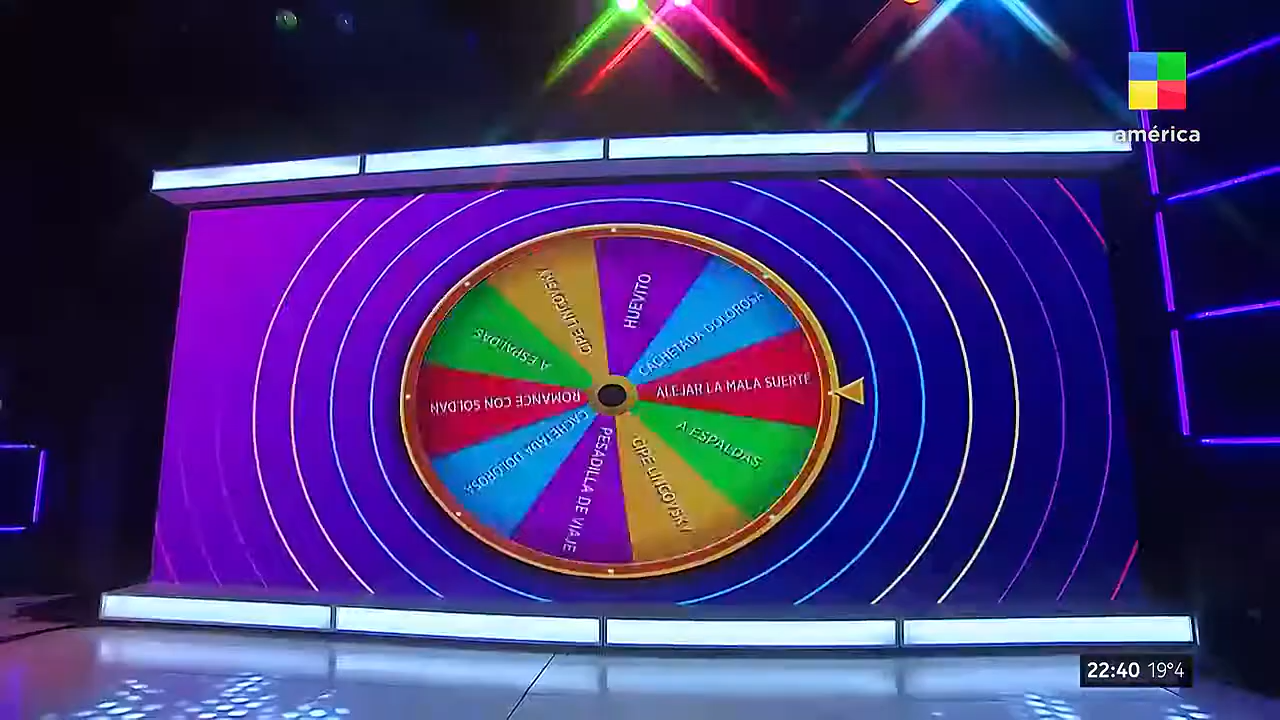 américa
HUEVITO
CACHETADA DOLOROSA
ALEJAR LA MALA SUERTE
A ESPALDAS
CIPE LINCOVSKY
PESADILLA DE VIAJE
CACHETADA DOLOROSA
ROMANCE CON SOLDAN
A ESPALDAS
CIPE LINCOVSKY
22:40 19°4